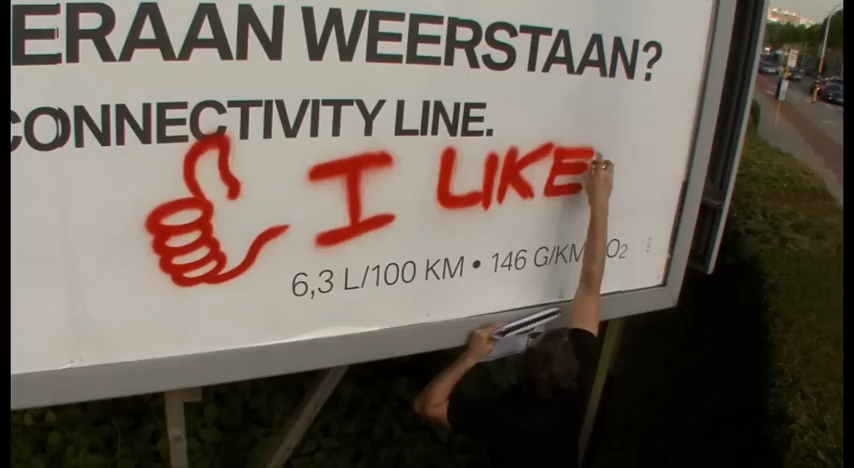 ERAAN WEERSTAAN?
CONNECTIVITY LINE.
I LIKE
6,3 L/100 KM • 146 G/KM